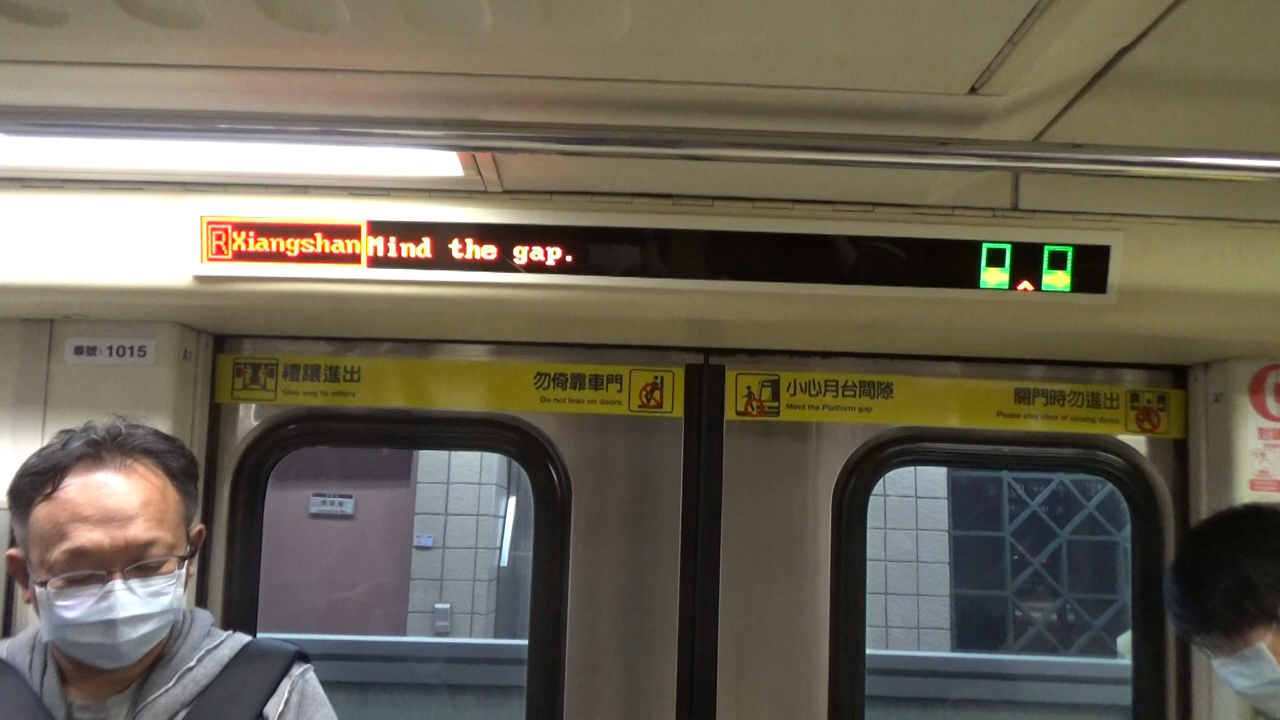 R Xiangshan Mind the gap.
車號: 1015
A1
禮讓進出
Give way to others
勿倚靠車門
Do not lean on doors
小心月台間隙
Mind the Platform gap
關門時勿進出
Please stay clear of closing doors